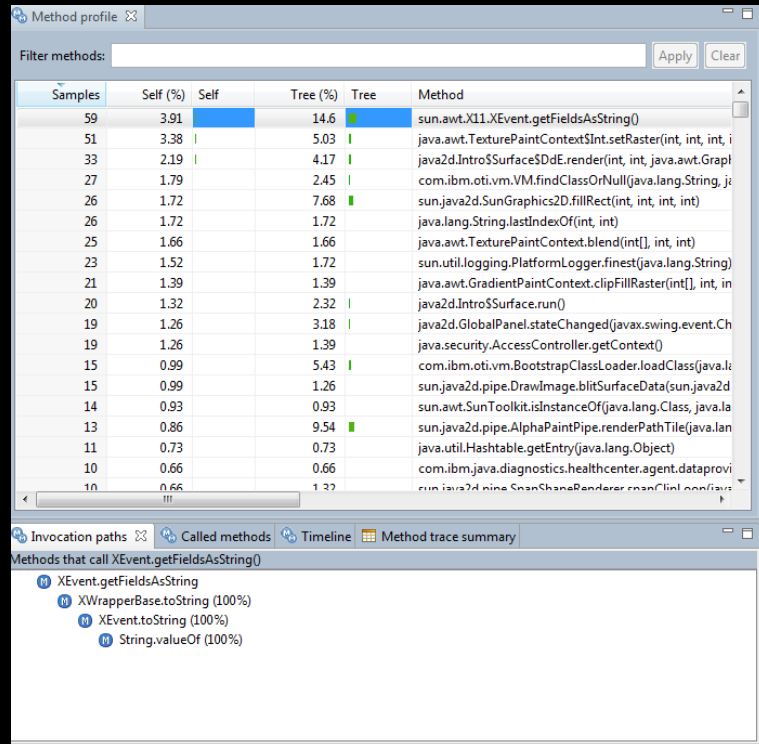 Method profile
Filter methods: Apply Clear
Samples Self (%) Self Tree (%) Tree Method
59 3.91 14.6 sun.awt.X11.XEvent.getFieldsAsString()
51 3.38 5.03 java.awt.TexturePaintContext$Int.setRaster(int, int, int, i
33 2.19 4.17 java2d.Intro$Surface$DdE.render(int, int, java.awt.Graph
27 1.79 2.45 com.ibm.oti.vm.VM.findClassOrNull(java.lang.String, ja
26 1.72 7.68 sun.java2d.SunGraphics2D.fillRect(int, int, int, int)
26 1.72 1.72 java.lang.String.lastIndexOf(int, int)
25 1.66 1.66 java.awt.TexturePaintContext.blend(int[], int, int)
23 1.52 1.72 sun.util.logging.PlatformLogger.finest(java.lang.String)
21 1.39 1.39 java.awt.GradientPaintContext.clipFillRaster(int[], int, in
20 1.32 2.32 java2d.Intro$Surface.run()
19 1.26 3.18 java2d.GlobalPanel.stateChanged(javax.swing.event.Ch
19 1.26 1.39 java.security.AccessController.getContext()
15 0.99 5.43 com.ibm.oti.vm.BootstrapClassLoader.loadClass(java.la
15 0.99 1.26 sun.java2d.pipe.DrawImage.blitSurfaceData(sun.java2d
14 0.93 0.93 sun.awt.SunToolkit.isInstanceOf(java.lang.Class, java.la
13 0.86 9.54 sun.java2d.pipe.AlphaPaintPipe.renderPathTile(java.lan
11 0.73 0.73 java.util.Hashtable.getEntry(java.lang.Object)
10 0.66 0.66 com.ibm.java.diagnostics.healthcenter.agent.dataprovi
10 0.66 1.32 sun.java2d.pipe.SpanShapeRenderer.spanClipLoop(java
Invocation paths Called methods Timeline Method trace summary
Methods that call XEvent.getFieldsAsString()
XEvent.getFieldsAsString
XWrapperBase.toString (100%)
XEvent.toString (100%)
String.valueOf (100%)